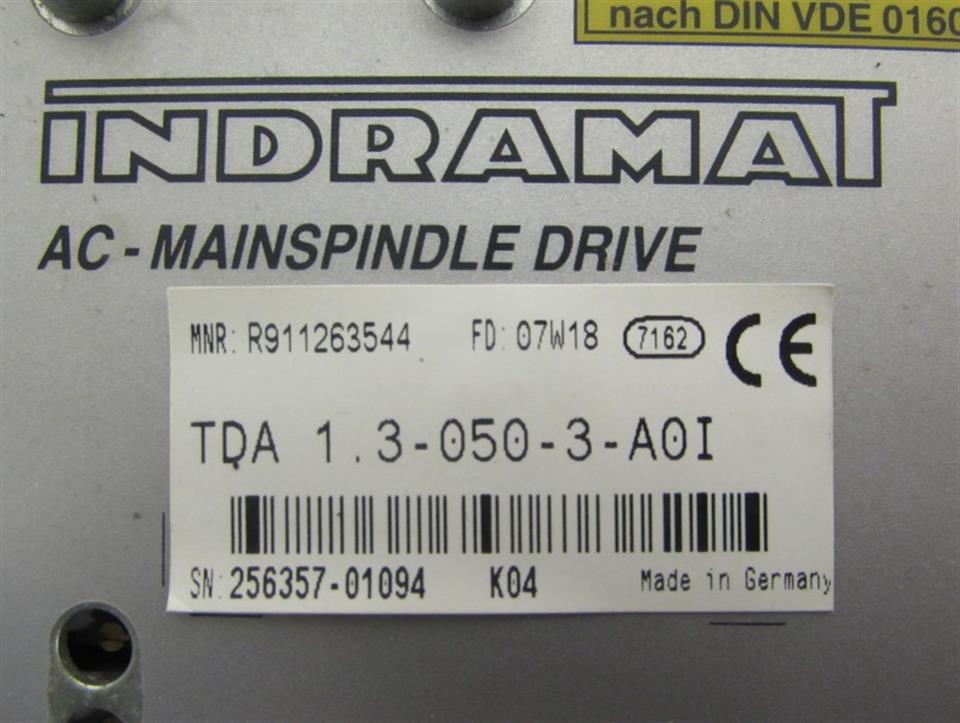 nach DIN VDE 0160
INDRAMAT
AC - MAINSPINDLE DRIVE
MNR: R911263544 FD: 07W18 7162 CE
TDA 1.3-050-3-A0I
SN: 256357-01094 K04 Made in Germany